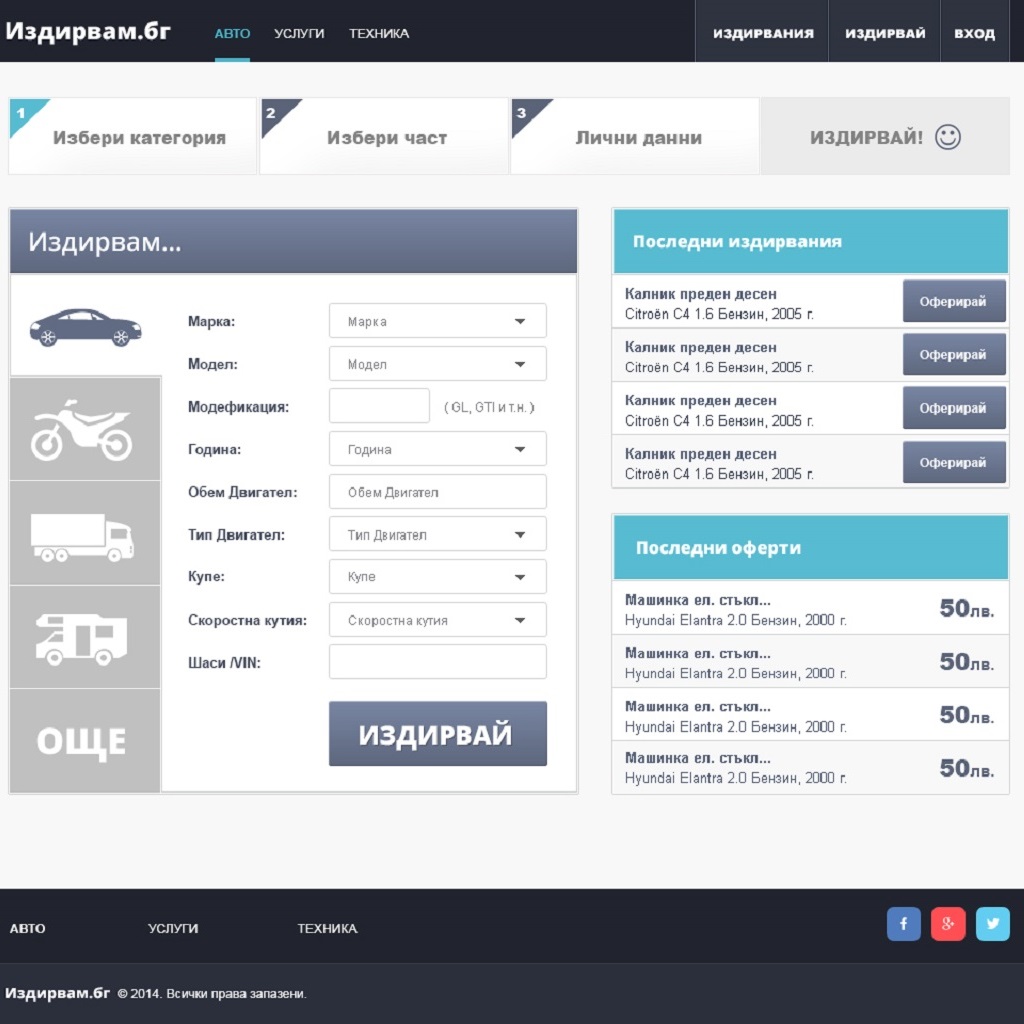 Издирвам.бг
АВТО
УСЛУГИ
ТЕХНИКА
ИЗДИРВАНИЯ
ИЗДИРВАЙ
ВХОД
1
Избери категория
2
Избери част
3
Лични данни
ИЗДИРВАЙ!
Издирвам...
Марка:
Марка
Модел:
Модел
Модефикация:
( GL, GTI и т.н. )
Година:
Година
Обем Двигател:
Обем Двигател
Тип Двигател:
Тип Двигател
Купе:
Купе
Скоростна кутия:
Скоростна кутия
Шаси /VIN:
ОЩЕ
ИЗДИРВАЙ
Последни издирвания
Калник преден десен
Citroën C4 1.6 Бензин, 2005 г.
Оферирай
Калник преден десен
Citroën C4 1.6 Бензин, 2005 г.
Оферирай
Калник преден десен
Citroën C4 1.6 Бензин, 2005 г.
Оферирай
Калник преден десен
Citroën C4 1.6 Бензин, 2005 г.
Оферирай
Последни оферти
Машинка ел. стъкл...
Hyundai Elantra 2.0 Бензин, 2000 г.
50лв.
Машинка ел. стъкл...
Hyundai Elantra 2.0 Бензин, 2000 г.
50лв.
Машинка ел. стъкл...
Hyundai Elantra 2.0 Бензин, 2000 г.
50лв.
Машинка ел. стъкл...
Hyundai Elantra 2.0 Бензин, 2000 г.
50лв.
АВТО
УСЛУГИ
ТЕХНИКА
Издирвам.бг © 2014. Всички права запазени.